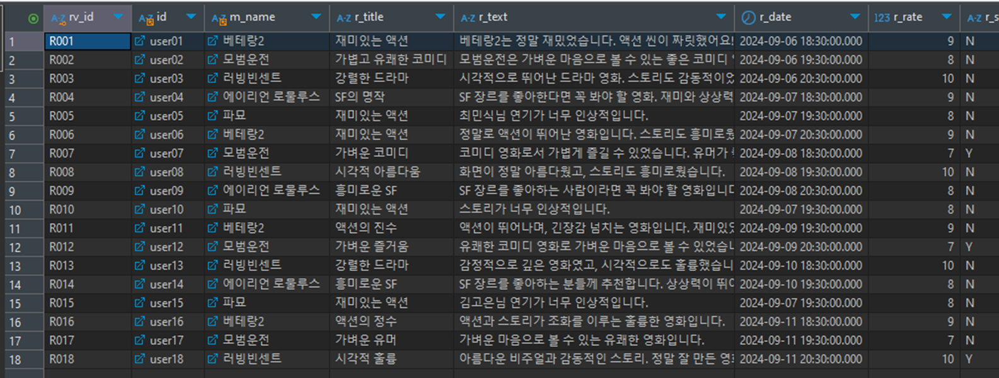 rv_id id m_name r_title r_text r_date r_rate r_s
1 R001 user01 베테랑2 재미있는 액션 베테랑2는 정말 재밌었습니다. 액션 씬이 짜릿했어요! 2024-09-06 18:30:00.000 9 N
2 R002 user02 모범운전 가볍고 유쾌한 코미디 모범운전은 가벼운 마음으로 볼 수 있는 좋은 코미디 2024-09-06 19:30:00.000 8 N
3 R003 user03 러빙빈센트 강렬한 드라마 시각적으로 뛰어난 드라마 영화. 스토리도 감동적이었 2024-09-06 20:30:00.000 10 N
4 R004 user04 에이리언 로물루스 SF의 명작 SF 장르를 좋아한다면 꼭 봐야 할 영화. 재미와 상상력 2024-09-07 18:30:00.000 9 N
5 R005 user05 파묘 재미있는 액션 최민식님 연기가 너무 인상적입니다. 2024-09-07 19:30:00.000 8 N
6 R006 user06 베테랑2 재미있는 액션 정말로 액션이 뛰어난 영화입니다. 스토리도 흥미로웠 2024-09-07 20:30:00.000 9 N
7 R007 user07 모범운전 가벼운 코미디 코미디 영화로서 가볍게 즐길 수 있었습니다. 유머가 2024-09-08 18:30:00.000 7 Y
8 R008 user08 러빙빈센트 시각적 아름다움 화면이 정말 아름다웠고, 스토리도 흥미로웠습니다. 2024-09-08 19:30:00.000 10 N
9 R009 user09 에이리언 로물루스 흥미로운 SF SF 장르를 좋아하는 사람이라면 꼭 봐야 할 영화입니다 2024-09-08 20:30:00.000 8 N
10 R010 user10 파묘 재미있는 액션 스토리가 너무 인상적입니다. 2024-09-07 19:30:00.000 8 N
11 R011 user11 베테랑2 액션의 진수 액션이 뛰어나며, 긴장감 넘치는 영화입니다. 재미있었 2024-09-09 19:30:00.000 9 N
12 R012 user12 모범운전 가벼운 즐거움 유쾌한 코미디 영화로 가벼운 마음으로 볼 수 있었습니 2024-09-09 20:30:00.000 7 Y
13 R013 user13 러빙빈센트 강렬한 드라마 감정적으로 깊은 영화였고, 시각적으로도 훌륭했습니 2024-09-10 18:30:00.000 10 N
14 R014 user14 에이리언 로물루스 흥미로운 SF SF 장르를 좋아하는 분들께 추천합니다. 상상력이 뛰어 2024-09-10 19:30:00.000 8 N
15 R015 user15 파묘 재미있는 액션 김고은님 연기가 너무 인상적입니다. 2024-09-07 19:30:00.000 8 N
16 R016 user16 베테랑2 액션의 정수 액션과 스토리가 조화를 이루는 훌륭한 영화입니다. 2024-09-11 18:30:00.000 9 N
17 R017 user17 모범운전 가벼운 유머 가벼운 마음으로 볼 수 있는 유쾌한 영화입니다. 2024-09-11 19:30:00.000 7 N
18 R018 user18 러빙빈센트 시각적 훌륭 아름다운 비주얼과 감동적인 스토리. 정말 잘 만든 영화 2024-09-11 20:30:00.000 10 Y